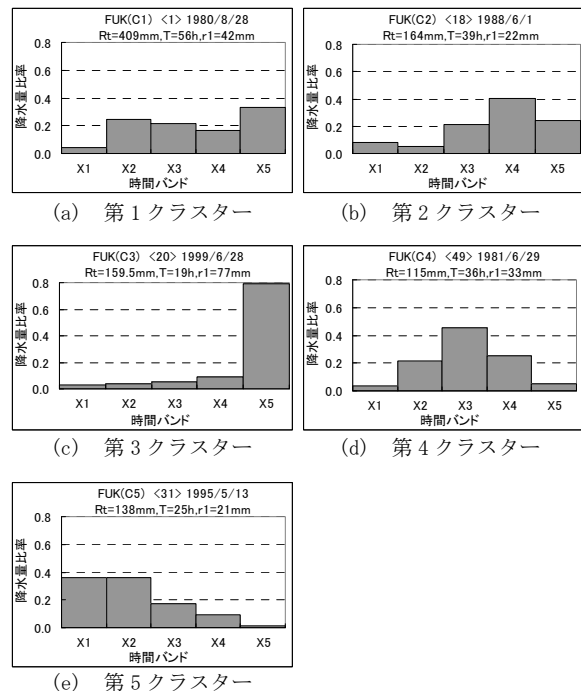 FUK(C1) <1> 1980/8/28
Rt=409mm,T=56h,r1=42mm
降水量比率
0.8
0.6
0.4
0.2
0.0
X1 X2 X3 X4 X5
時間バンド
(a) 第1クラスター
FUK(C2) <18> 1988/6/1
Rt=164mm,T=39h,r1=22mm
降水量比率
0.8
0.6
0.4
0.2
0.0
X1 X2 X3 X4 X5
時間バンド
(b) 第2クラスター
FUK(C3) <20> 1999/6/28
Rt=159.5mm,T=19h,r1=77mm
降水量比率
0.8
0.6
0.4
0.2
0.0
X1 X2 X3 X4 X5
時間バンド
(c) 第3クラスター
FUK(C4) <49> 1981/6/29
Rt=115mm,T=36h,r1=33mm
降水量比率
0.8
0.6
0.4
0.2
0.0
X1 X2 X3 X4 X5
時間バンド
(d) 第4クラスター
FUK(C5) <31> 1995/5/13
Rt=138mm,T=25h,r1=21mm
降水量比率
0.8
0.6
0.4
0.2
0.0
X1 X2 X3 X4 X5
時間バンド
(e) 第5クラスター